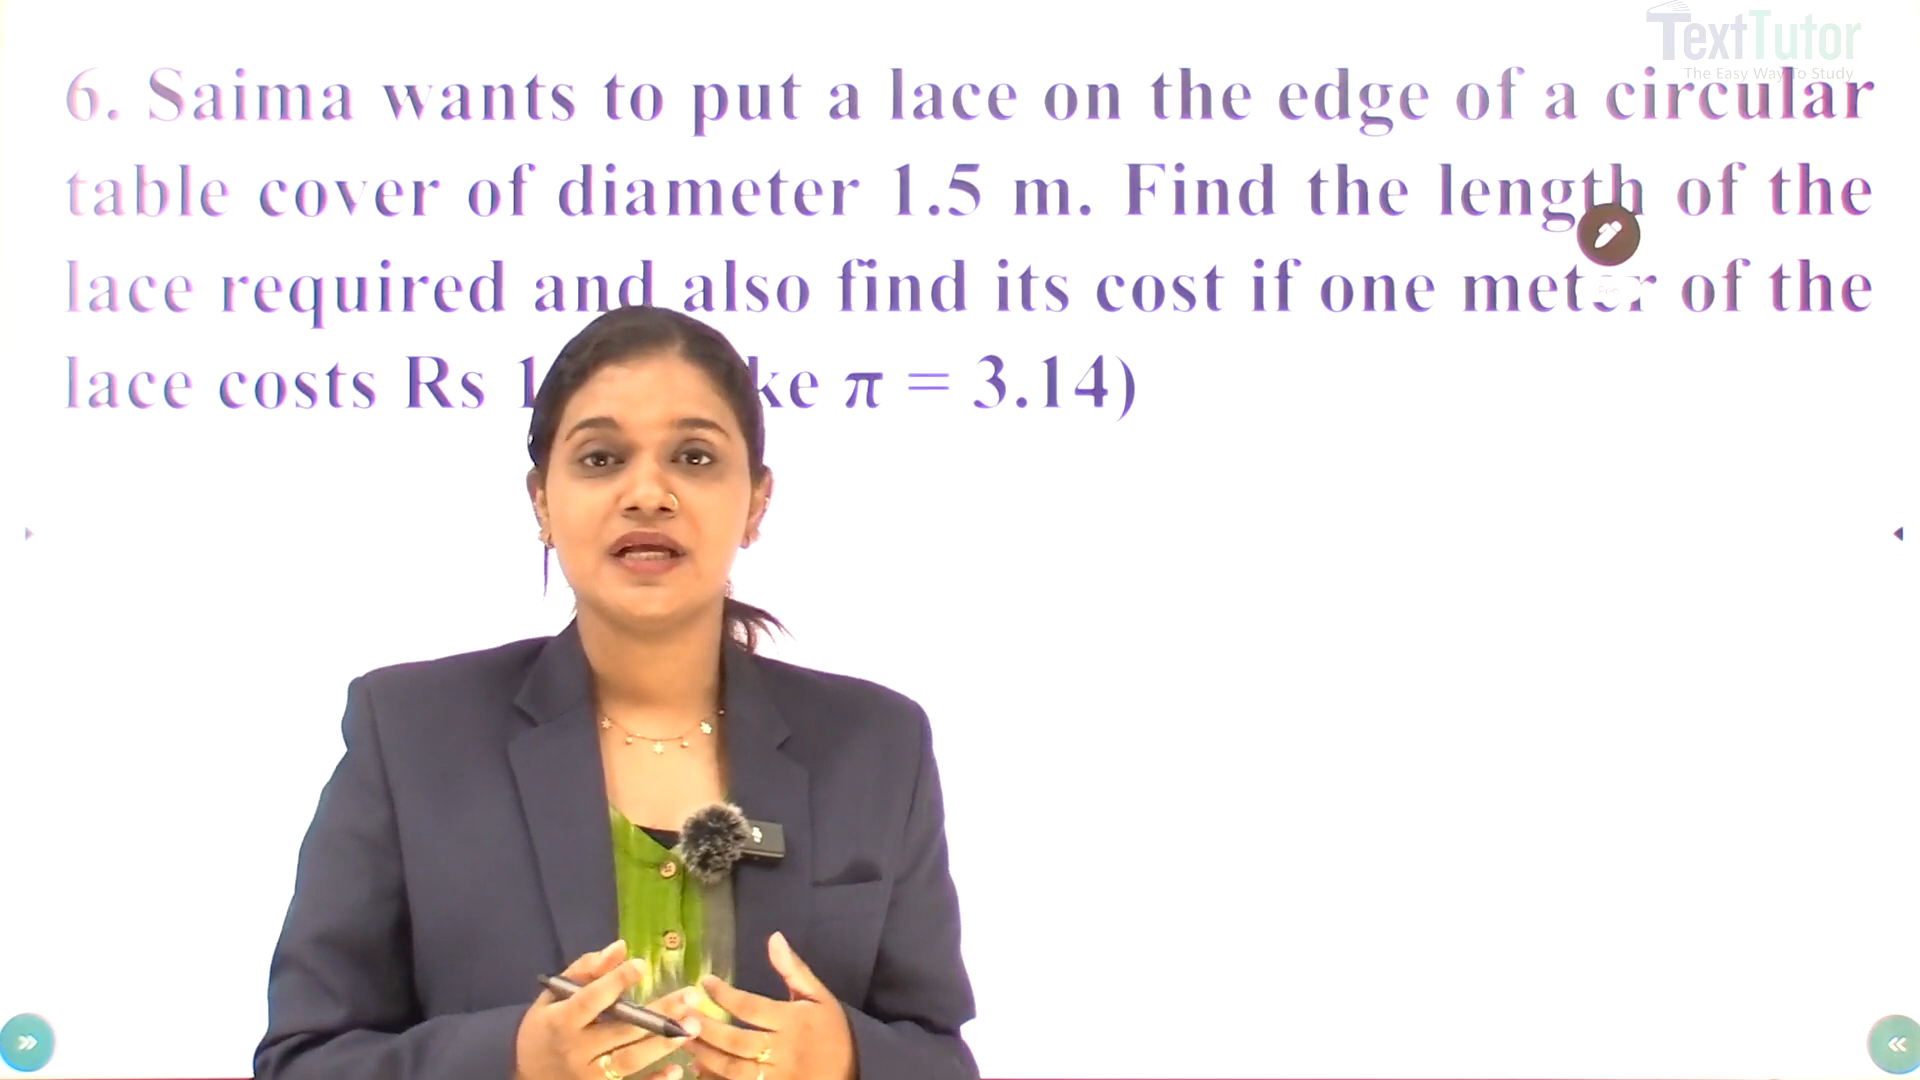 TextTutor
The Easy Way To Study
6. Saima wants to put a lace on the edge of a circular
table cover of diameter 1.5 m. Find the length of the
lace required and also find its cost if one meter of the
lace costs Rs π = 3.14)